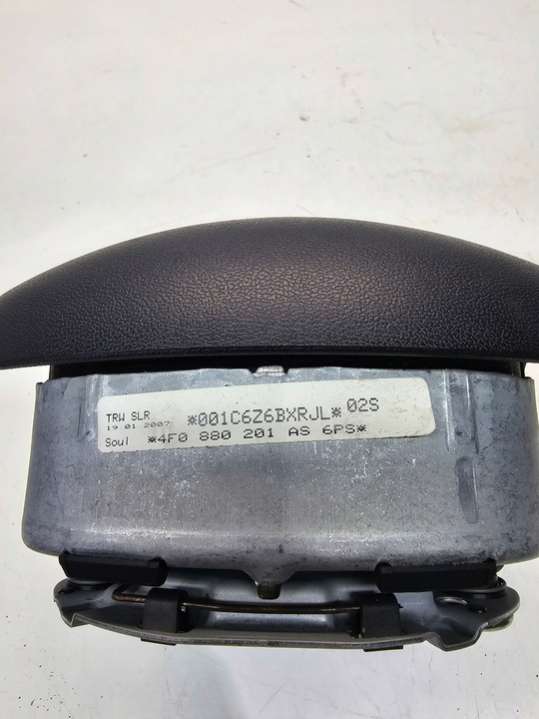 TRW SLR *001C6Z6BXRJL* 02S
19 01 2007
Soul *4F0 880 201 AS 6PS*